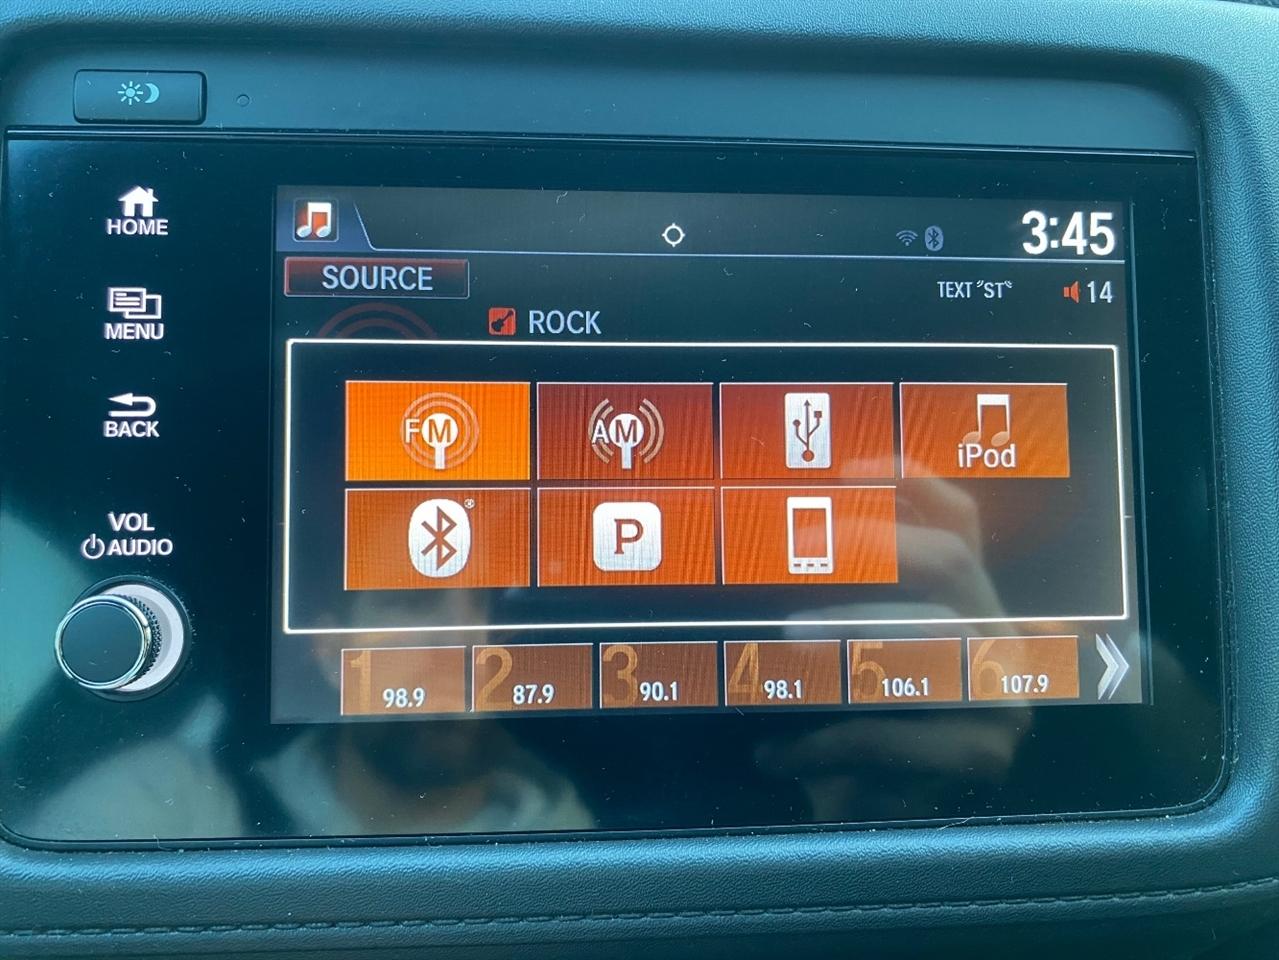 HOME
MENU
BACK
VOL
AUDIO
3:45
SOURCE
TEXT "ST"
14
ROCK
FM
AM
iPod
®
P
1 98.9
2 87.9
3 90.1
4 98.1
5 106.1
6 107.9